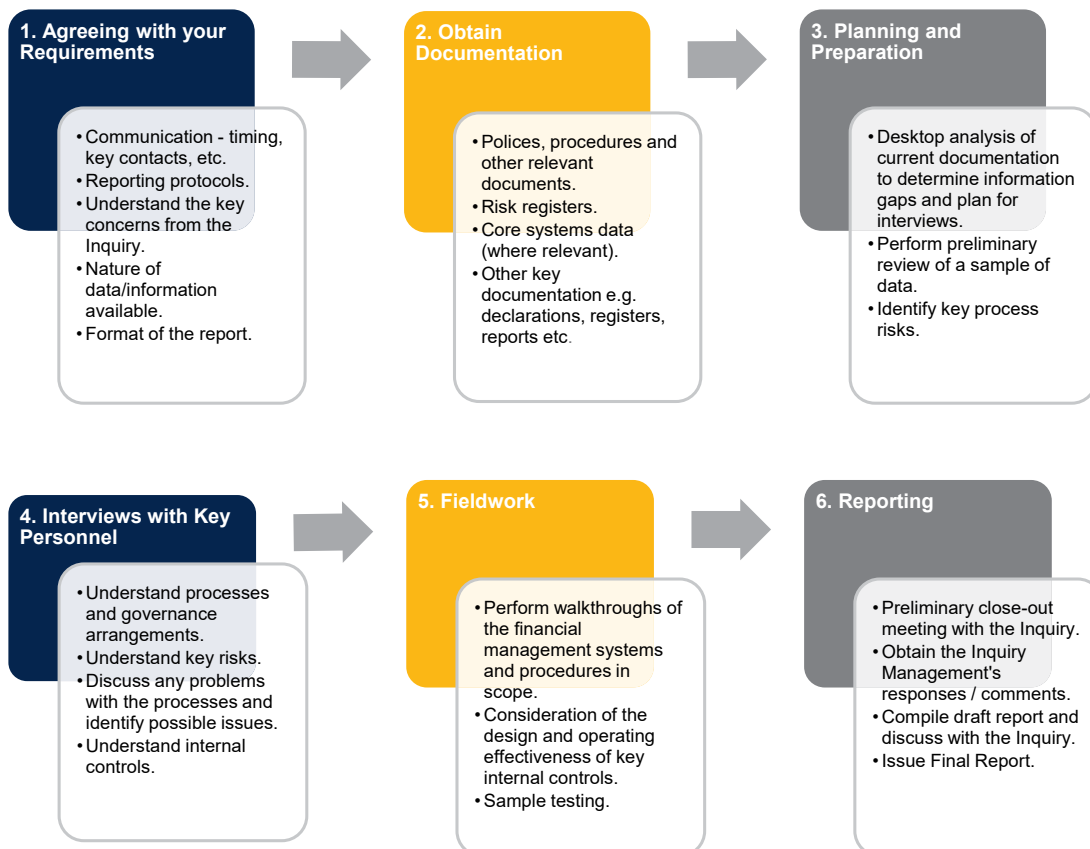 1. Agreeing with your
Requirements
• Communication - timing,
key contacts, etc.
• Reporting protocols.
• Understand the key
concerns from the
Inquiry.
• Nature of
data/information
available.
• Format of the report.
2. Obtain
Documentation
• Polices, procedures and
other relevant
documents.
• Risk registers.
• Core systems data
(where relevant).
• Other key
documentation e.g.
declarations, registers,
reports etc.
3. Planning and
Preparation
• Desktop analysis of
current documentation
to determine information
gaps and plan for
interviews.
• Perform preliminary
review of a sample of
data.
• Identify key process
risks.
4. Interviews with Key
Personnel
• Understand processes
and governance
arrangements.
• Understand key risks.
• Discuss any problems
with the processes and
identify possible issues.
• Understand internal
controls.
5. Fieldwork
• Perform walkthroughs of
the financial
management systems
and procedures in
scope.
• Consideration of the
design and operating
effectiveness of key
internal controls.
• Sample testing.
6. Reporting
• Preliminary close-out
meeting with the Inquiry.
• Obtain the Inquiry
Management's
responses / comments.
• Compile draft report and
discuss with the Inquiry.
• Issue Final Report.